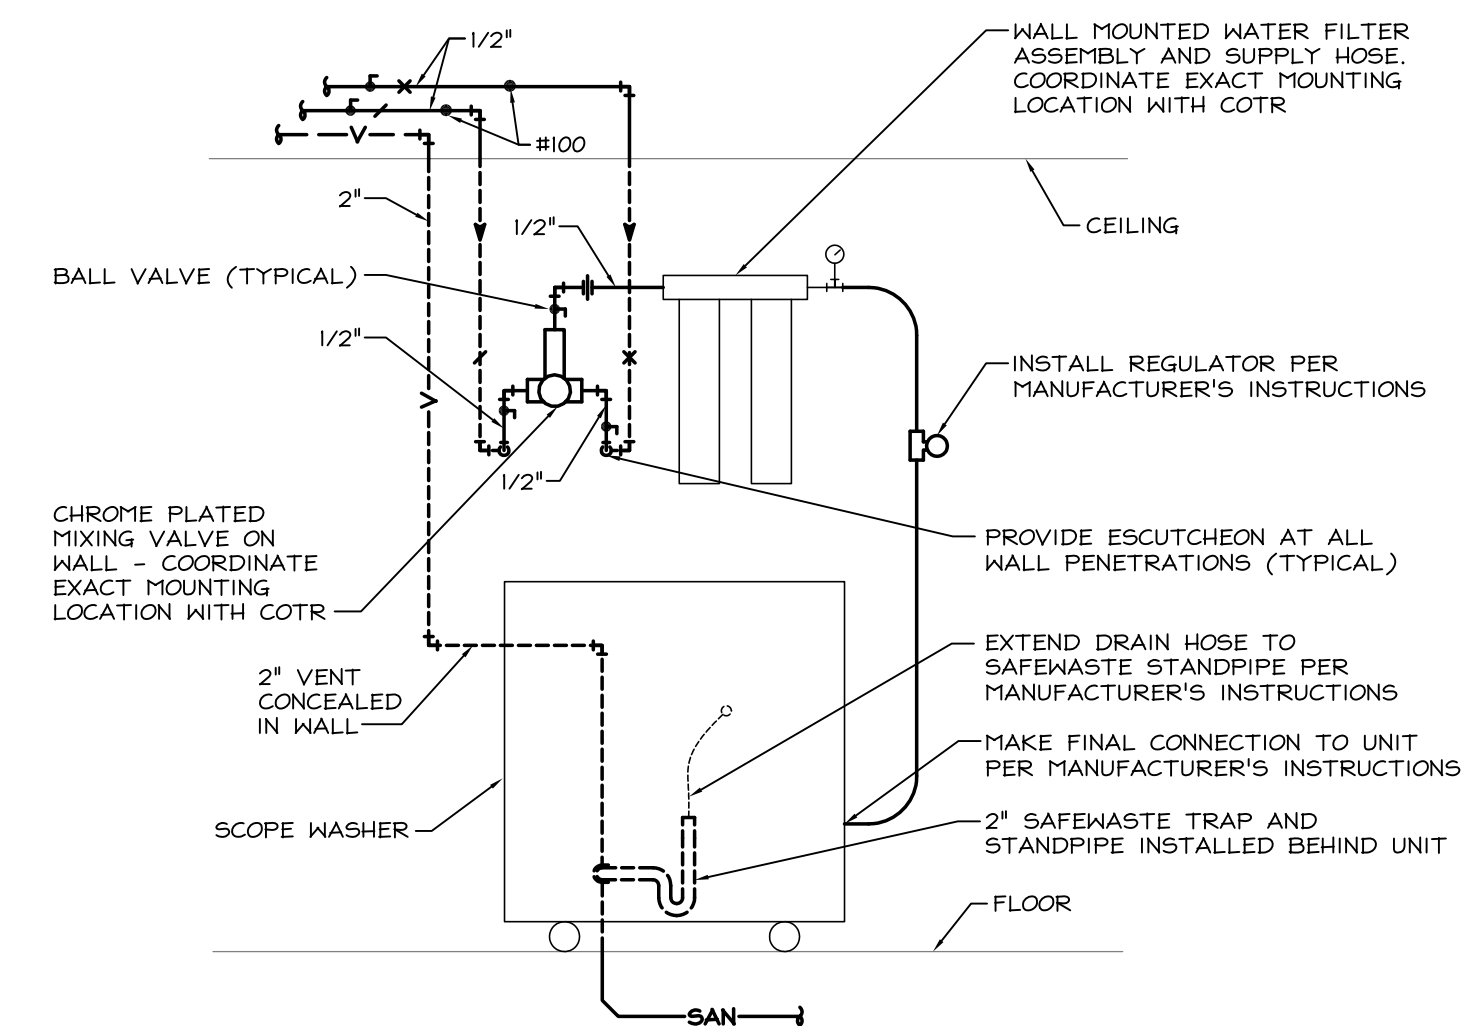 1/2"
#100
2"
1/2"
BALL VALVE (TYPICAL)
1/2"
1/2"
CHROME PLATED
MIXING VALVE ON
WALL - COORDINATE
EXACT MOUNTING
LOCATION WITH COTR
2" VENT
CONCEALED
IN WALL
SCOPE WASHER
WALL MOUNTED WATER FILTER
ASSEMBLY AND SUPPLY HOSE.
COORDINATE EXACT MOUNTING
LOCATION WITH COTR
CEILING
INSTALL REGULATOR PER
MANUFACTURER'S INSTRUCTIONS
PROVIDE ESCUTCHEON AT ALL
WALL PENETRATIONS (TYPICAL)
EXTEND DRAIN HOSE TO
SAFEWASTE STANDPIPE PER
MANUFACTURER'S INSTRUCTIONS
MAKE FINAL CONNECTION TO UNIT
PER MANUFACTURER'S INSTRUCTIONS
2" SAFEWASTE TRAP AND
STANDPIPE INSTALLED BEHIND UNIT
FLOOR
V
V
SAN